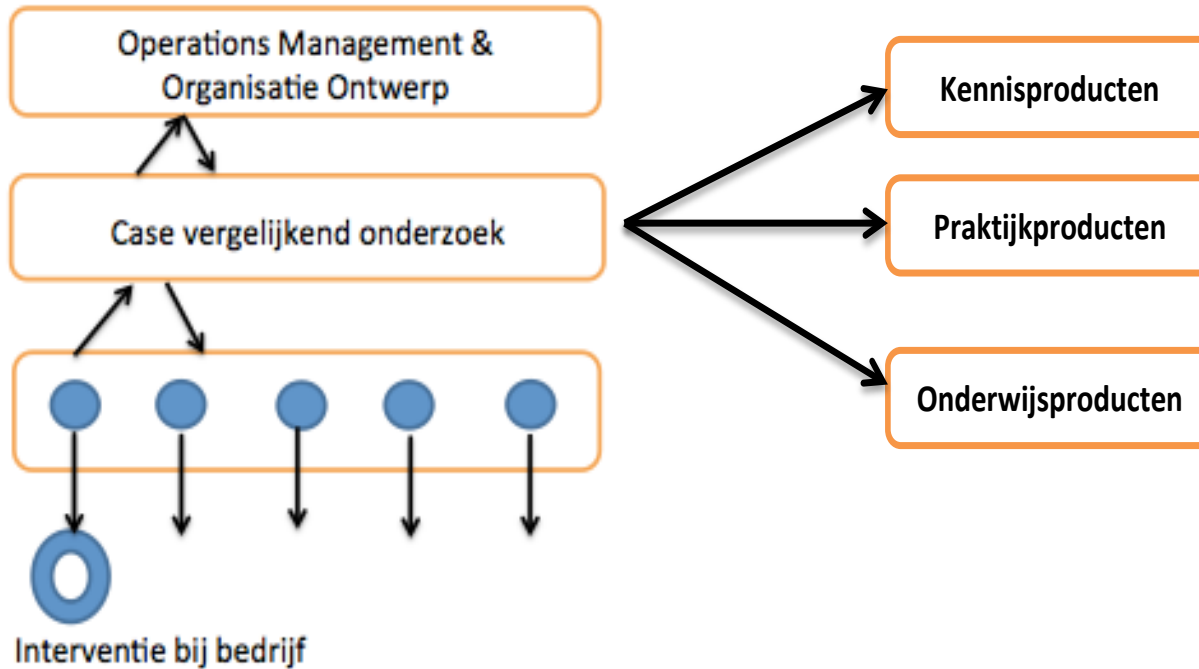 Operations Management &
Organisatie Ontwerp
Case vergelijkend onderzoek
Interventie bij bedrijf
Kennisproducten
Praktijkproducten
Onderwijsproducten